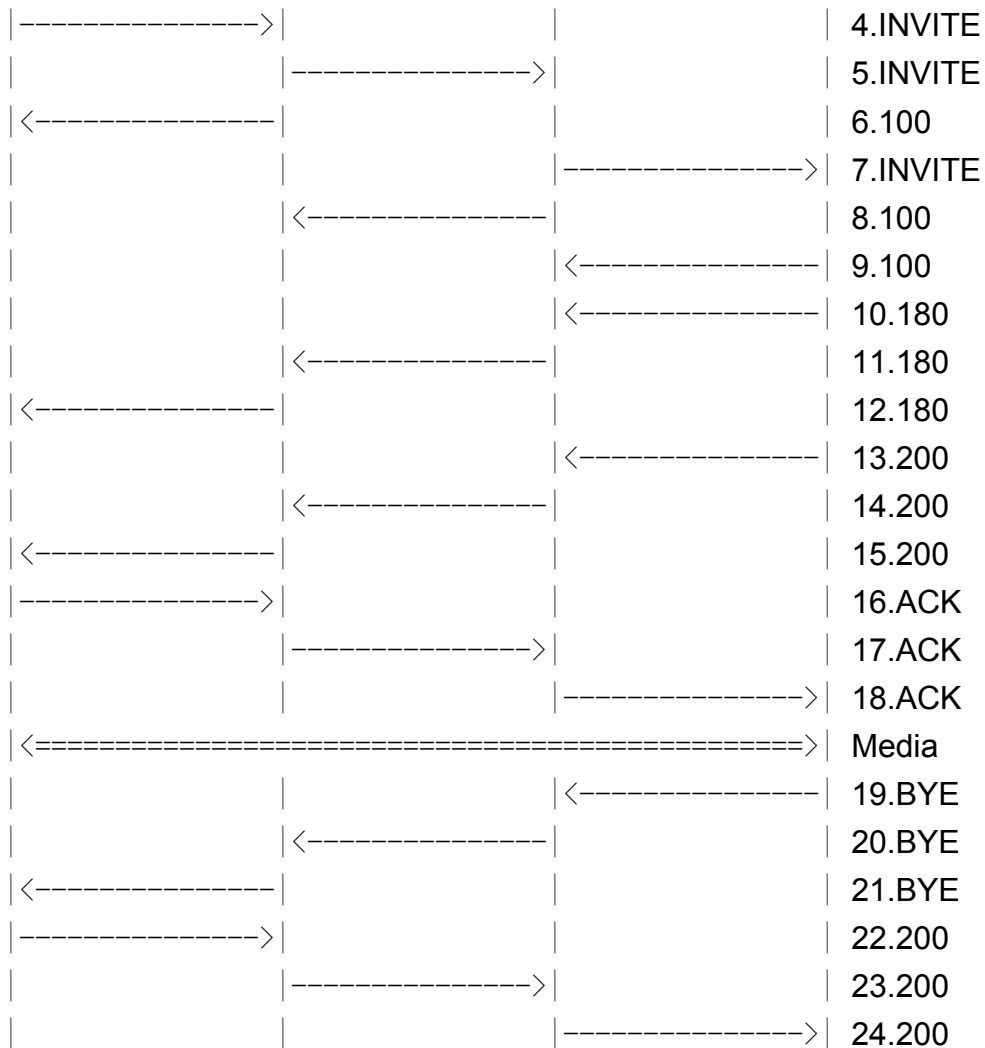 4.INVITE
5.INVITE
6.100
7.INVITE
8.100
9.100
10.180
11.180
12.180
13.200
14.200
15.200
16.ACK
17.ACK
18.ACK
Media
19.BYE
20.BYE
21.BYE
22.200
23.200
24.200